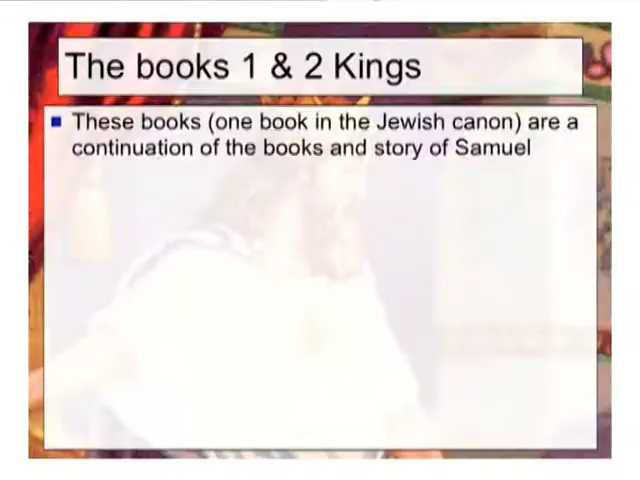 The books 1 & 2 Kings
These books (one book in the Jewish canon) are a
continuation of the books and story of Samuel